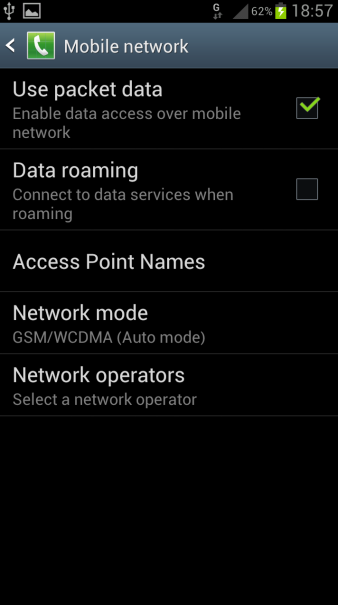 G 62% 18:57
Mobile network
Use packet data
Enable data access over mobile
network
Data roaming
Connect to data services when
roaming
Access Point Names
Network mode
GSM/WCDMA (Auto mode)
Network operators
Select a network operator